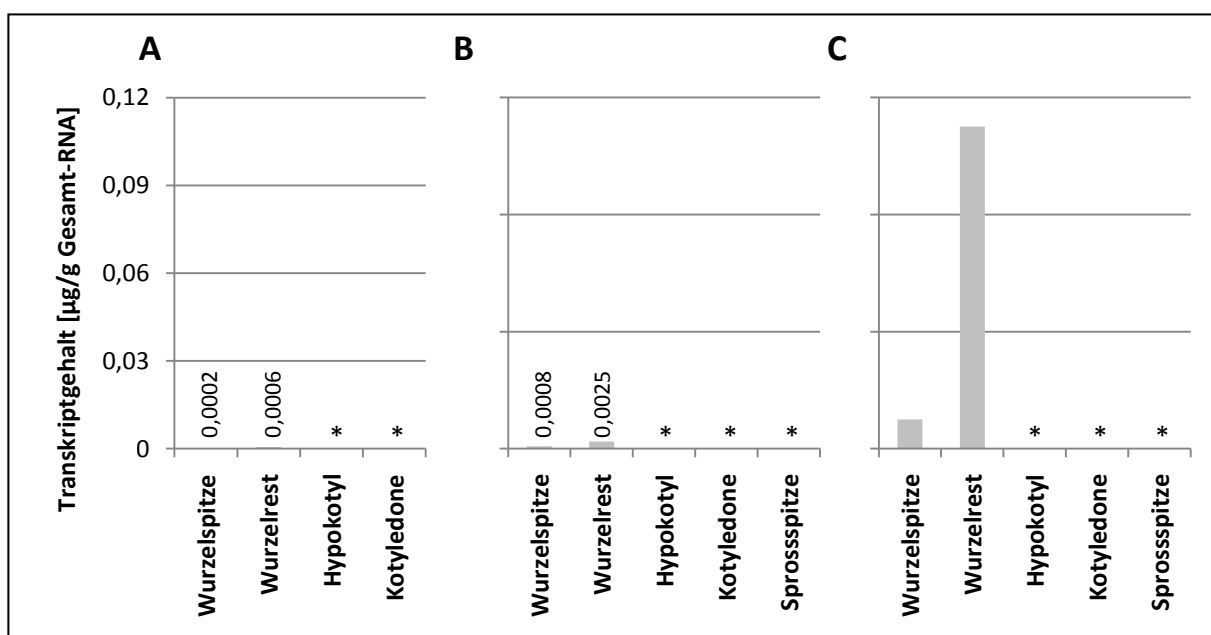 A
B
C
Transkriptgehalt [µg/g Gesamt-RNA]
0,12
0,09
0,06
0,03
0
0,0002
0,0006
*
*
0,0008
0,0025
*
*
*
*
*
*
Wurzelspitze
Wurzelrest
Hypokotyl
Kotyledone
Wurzelspitze
Wurzelrest
Hypokotyl
Kotyledone
Sprossspitze
Wurzelspitze
Wurzelrest
Hypokotyl
Kotyledone
Sprossspitze